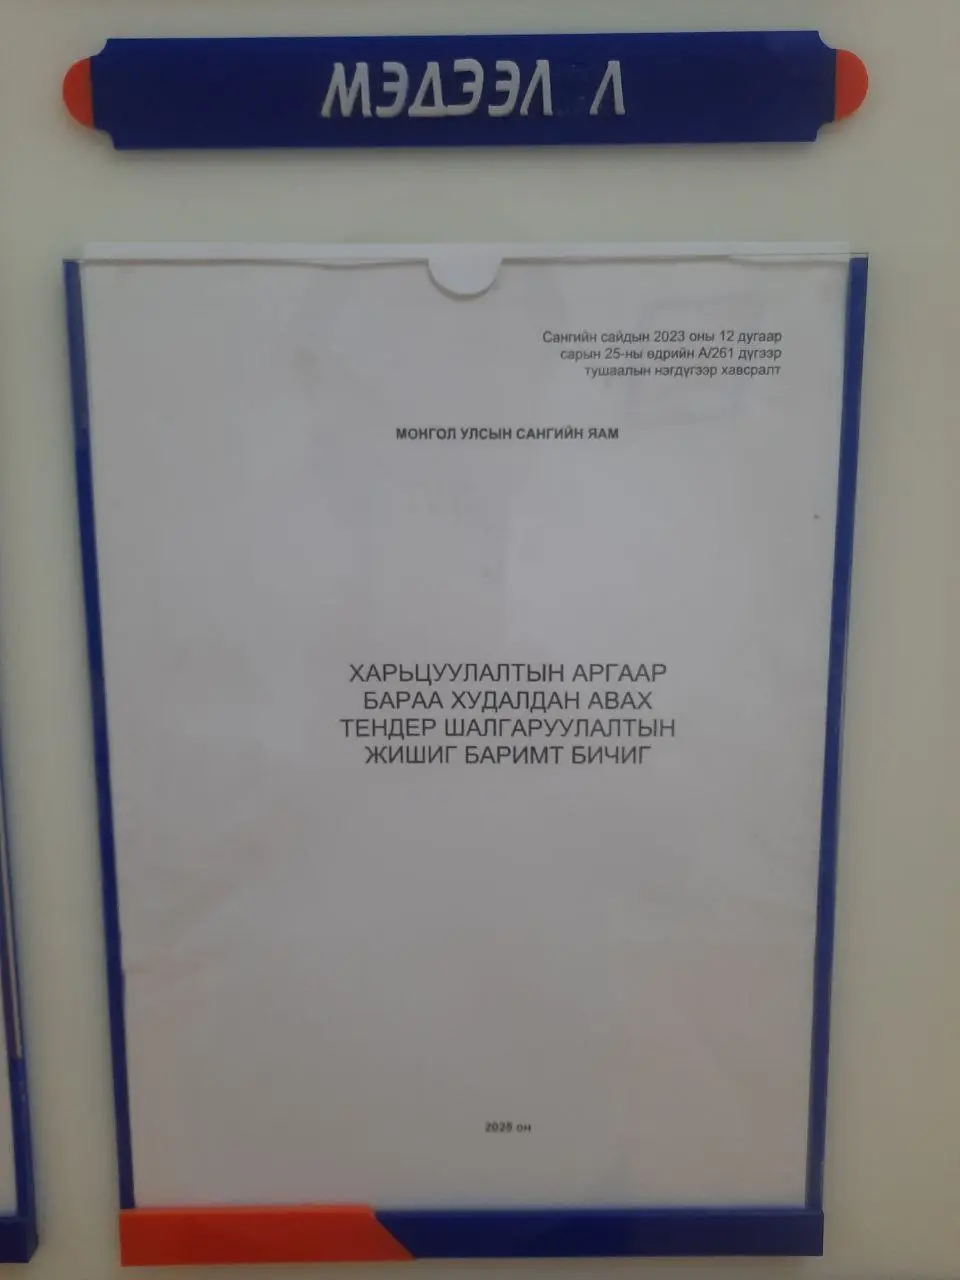 МЭДЭЭЛ Л
Сангийн сайдын 2023 оны 12 дугаар
сарын 25-ны өдрийн А/261 дүгээр
тушаалын нэгдүгээр хавсралт
МОНГОЛ УЛСЫН САНГИЙН ЯАМ
ХАРЬЦУУЛАЛТЫН АРГААР
БАРАА ХУДАЛДАН АВАХ
ТЕНДЕР ШАЛГАРУУЛАЛТЫН
ЖИШИГ БАРИМТ БИЧИГ
2025 он